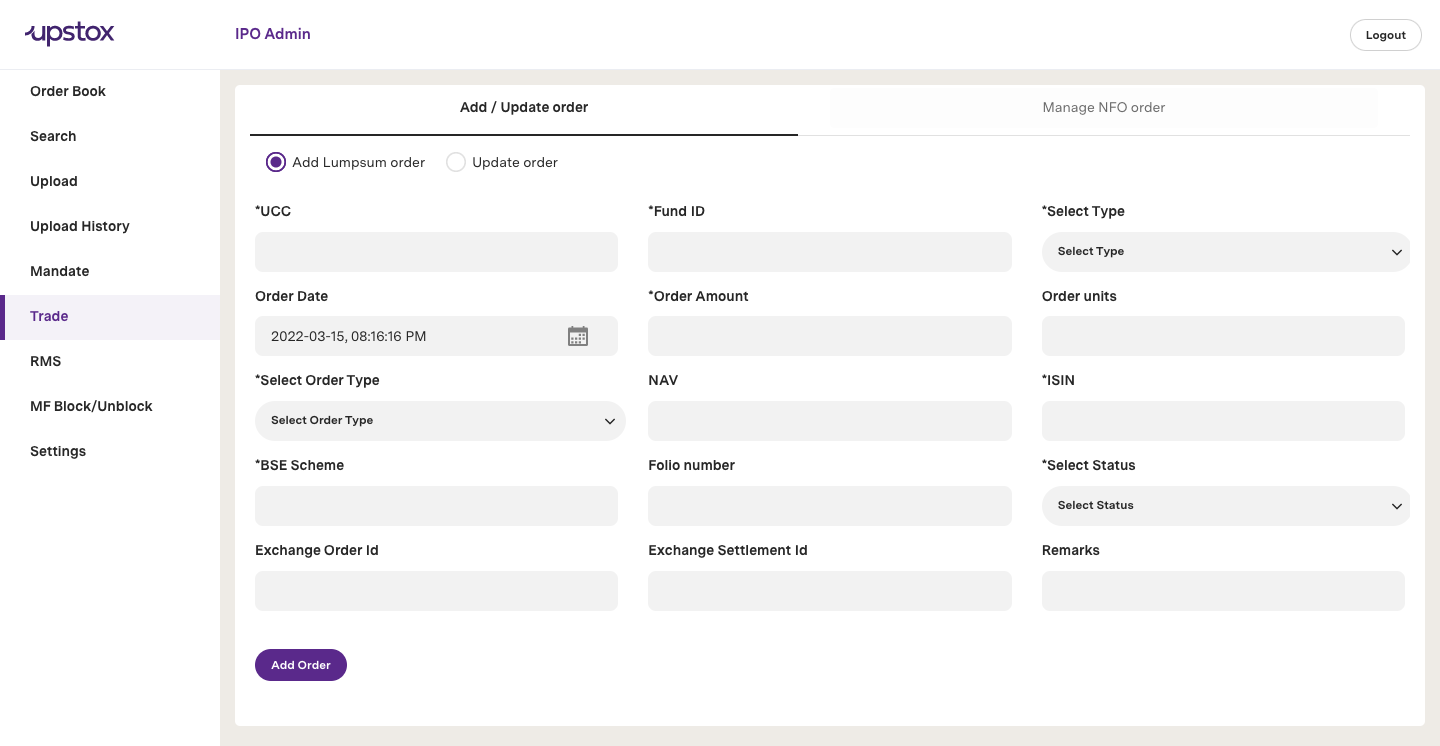 upstox
IPO Admin
Logout
Order Book
Search
Upload
Upload History
Mandate
Trade
RMS
MF Block/Unblock
Settings
Add / Update order
Manage NFO order
Add Lumpsum order
Update order
*UCC
*Fund ID
*Select Type
Select Type
Order Date
*Order Amount
Order units
2022-03-15, 08:16:16 PM
*Select Order Type
NAV
*ISIN
Select Order Type
*BSE Scheme
Folio number
*Select Status
Select Status
Exchange Order Id
Exchange Settlement Id
Remarks
Add Order